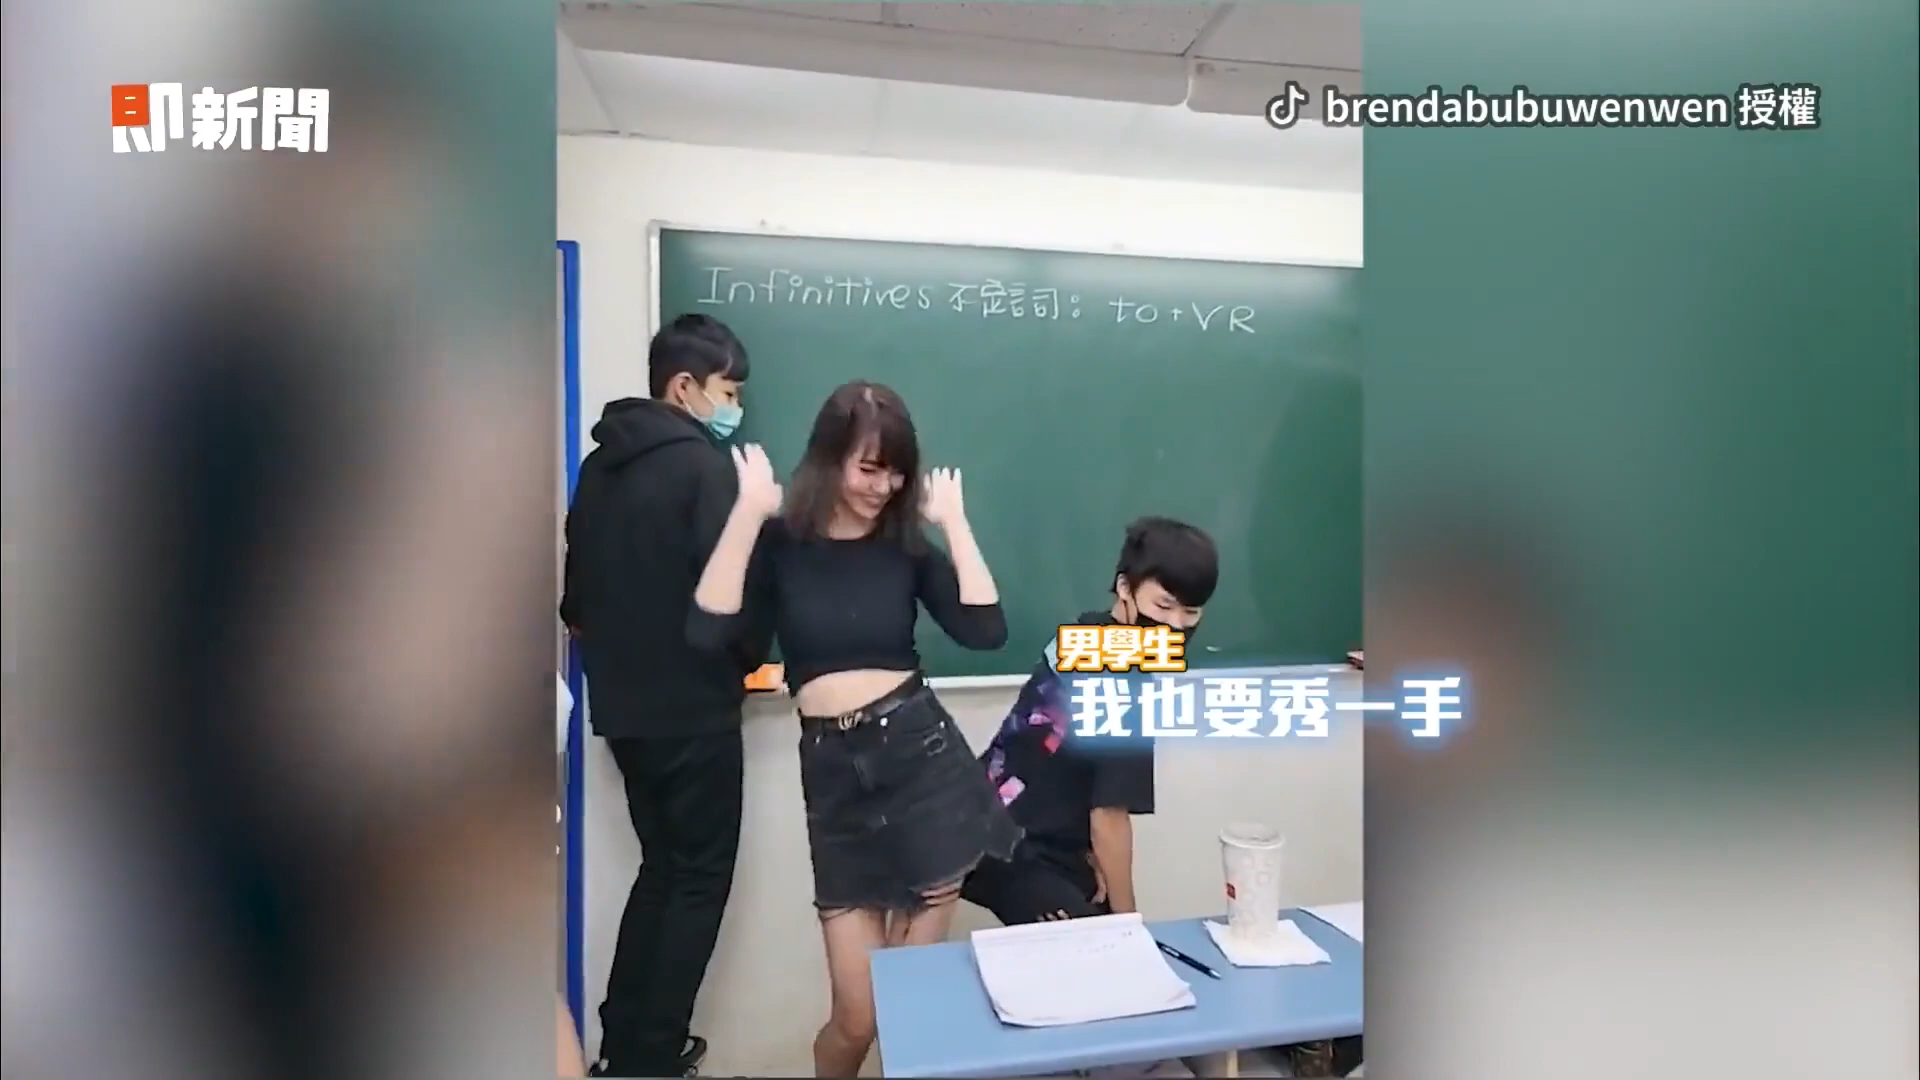 即新聞
brendabubuwenwen 授權
Infinitives 不定詞: to+VR
男學生
我也要秀一手